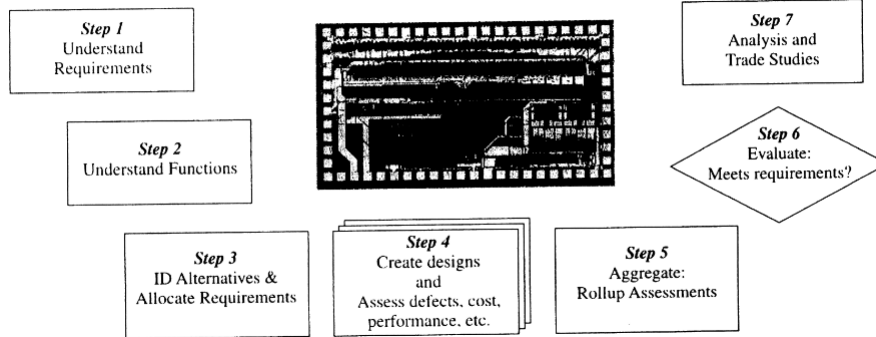 Step 1
Understand
Requirements
Step 2
Understand Functions
Step 3
ID Alternatives &
Allocate Requirements
Step 4
Create designs
and
Assess defects, cost,
performance, etc.
Step 5
Aggregate:
Rollup Assessments
Step 6
Evaluate:
Meets requirements?
Step 7
Analysis and
Trade Studies